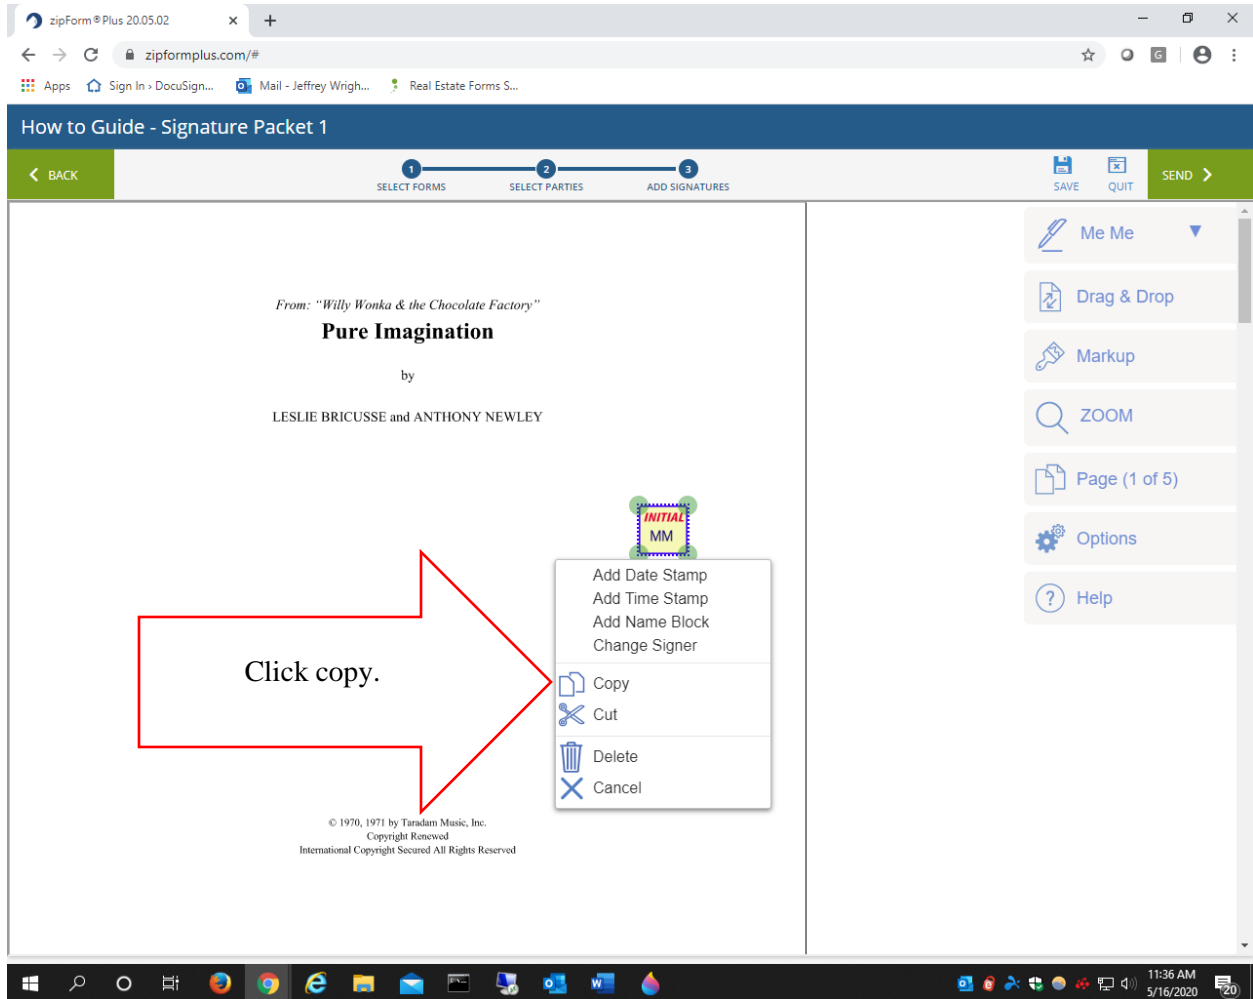 zipForm®Plus 20.05.02
zipformplus.com/#
G
Apps
Sign In › DocuSign...
Mail - Jeffrey Wrigh...
Real Estate Forms S...
How to Guide - Signature Packet 1
BACK
1
2
3
SELECT FORMS
SELECT PARTIES
ADD SIGNATURES
SAVE
QUIT
SEND
Me Me
Drag & Drop
Markup
ZOOM
Page (1 of 5)
Options
Help
From: “Willy Wonka & the Chocolate Factory”
Pure Imagination
by
LESLIE BRICUSSE and ANTHONY NEWLEY
INITIAL
MM
Add Date Stamp
Add Time Stamp
Add Name Block
Change Signer
Copy
Cut
Delete
Cancel
Click copy.
© 1970, 1971 by Taradam Music, Inc.
Copyright Renewed
International Copyright Secured All Rights Reserved
11:36 AM
5/16/2020
20